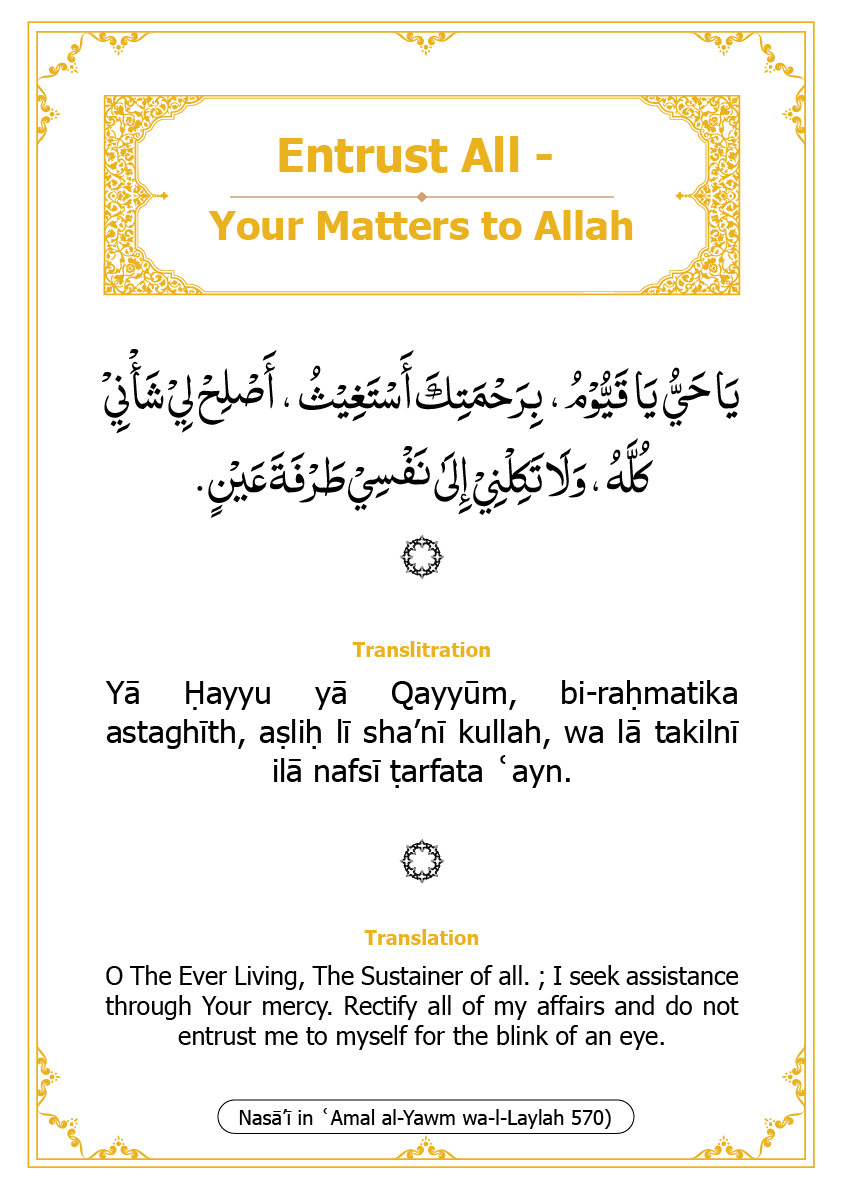 Entrust All -
Your Matters to Allah
يَا حَيُّ يَا قَيُّوْمُ ، بِرَحْمَتِكَ أَسْتَغِيْثُ ، أَصْلِحْ لِيْ شَأْنِيْ
كُلَّهُ ، وَلَا تَكِلْنِيْ إِلَىٰ نَفْسِيْ طَرْفَةَ عَيْنٍ .
Translitration
Yā Ḥayyu yā Qayyūm, bi-raḥmatika
astaghīth, aṣliḥ lī sha’nī kullah, wa lā takilnī
ilā nafsī ṭarfata ʿayn.
Translation
O The Ever Living, The Sustainer of all. ; I seek assistance
through Your mercy. Rectify all of my affairs and do not
entrust me to myself for the blink of an eye.
Nasā’ī in ʿAmal al-Yawm wa-l-Laylah 570)